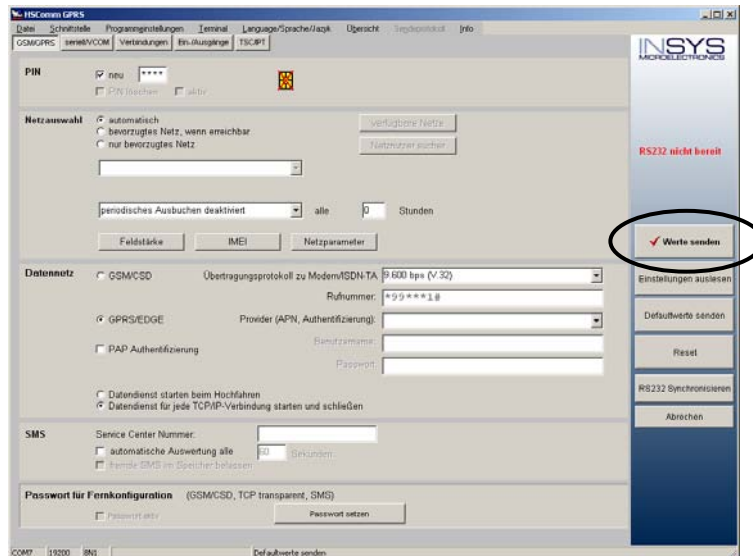 HSComm GPRS
Datei Schnittstelle Programmeinstellungen Terminal Language/Sprache/Jazyk Übersicht Sendeprotokoll Info
GSM/GPRS seriell/VCOM Verbindungen Ein-/Ausgänge TSC/IPT
INSYS
MICROELECTRONICS
PIN
neu ****
PIN löschen aktiv
Netzauswahl
automatisch
verfügbare Netze
bevorzugtes Netz, wenn erreichbar
nur bevorzugtes Netz
Netznutzer suchen
RS232 nicht bereit
periodisches Ausbuchen deaktiviert alle 0 Stunden
Feldstärke IMEI Netzparameter
Werte senden
Datennetz
GSM/CSD Übertragungsprotokoll zu Modem/ISDN-TA 9.600 bps (V.32)
Einstellungen auslesen
Rufnummer: *99***1#
GPRS/EDGE Provider (APN, Authentifizierung):
Defaultwerte senden
Benutzername:
PAP Authentifizierung
Passwort:
Reset
Datendienst starten beim Hochfahren
Datendienst für jede TCP/IP-Verbindung starten und schließen
RS232 Synchronisieren
Abrechen
SMS
Service Center Nummer:
automatische Auswertung alle 60 Sekunden
fremde SMS im Speicher belassen
Passwort für Fernkonfiguration (GSM/CSD, TCP transparent, SMS)
Passwort aktiv Passwort setzen
COM7 19200 8N1 Defaultwerte senden